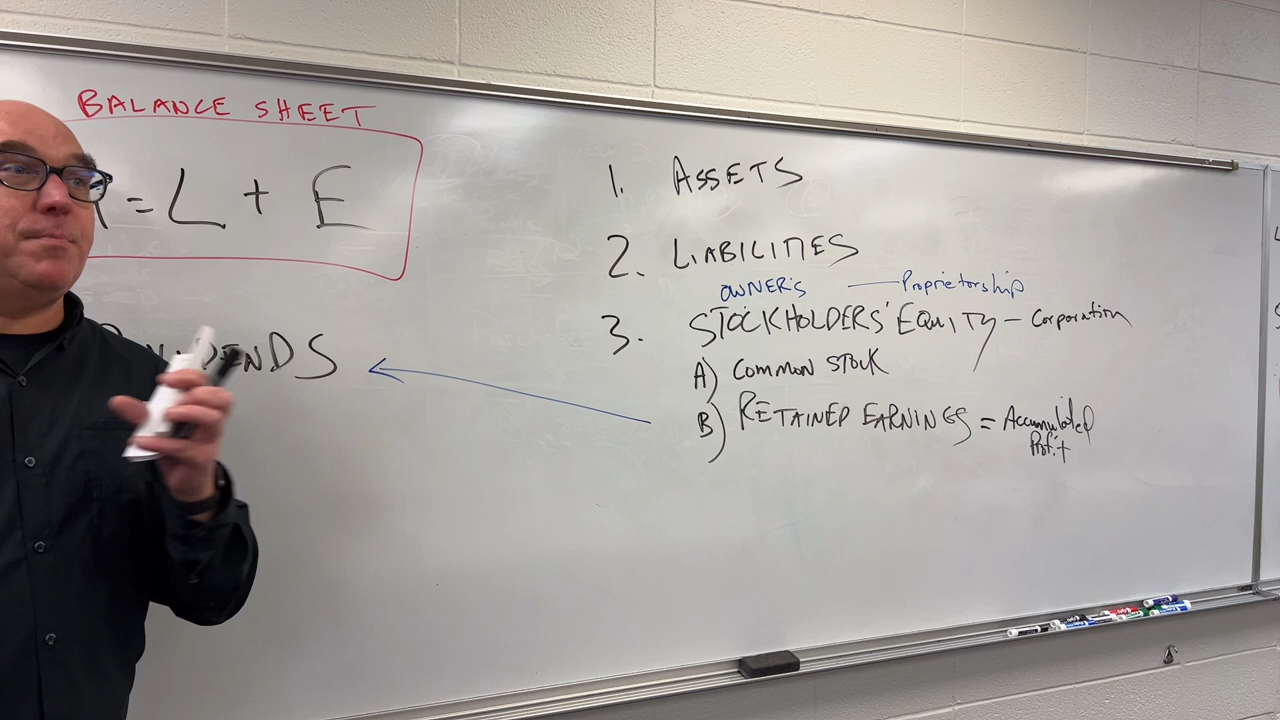 BALANCE SHEET
= L + E
DIVIDENDS
1. ASSETS
2. LIABILITIES
OWNER'S — Proprietorship
3. STOCKHOLDERS' EQUITY – Corporation
A) COMMON STOCK
B) RETAINED EARNINGS = Accumulated
Profit